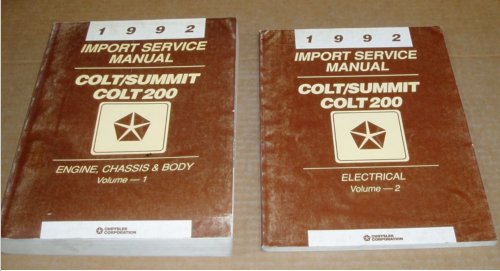 1992
IMPORT SERVICE
MANUAL
COLT/SUMMIT
COLT 200
ENGINE, CHASSIS & BODY
Volume — 1
CHRYSLER
CORPORATION
1992
IMPORT SERVICE
MANUAL
COLT/SUMMIT
COLT 200
ELECTRICAL
Volume — 2
CHRYSLER
CORPORATION